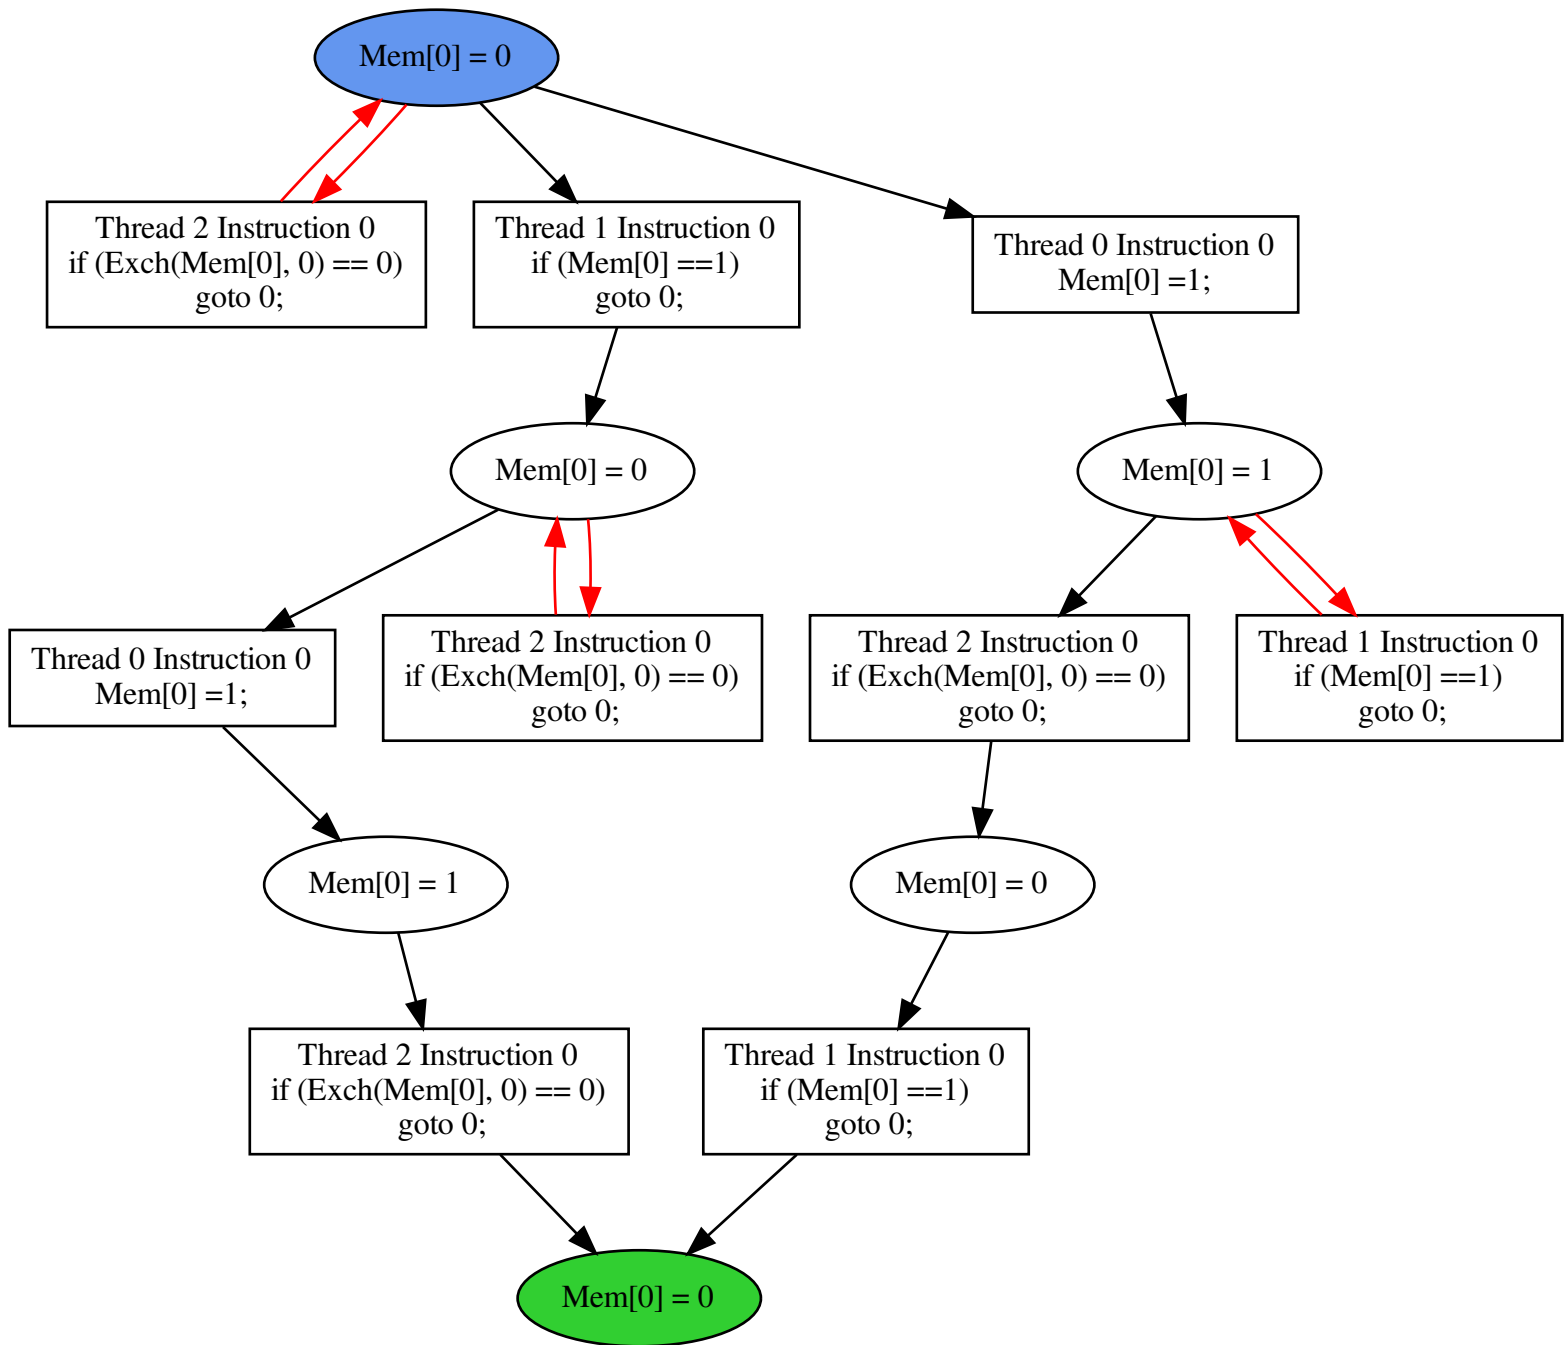 Mem[0] = 0
Thread 2 Instruction 0
if (Exch(Mem[0], 0) == 0)
goto 0;
Thread 1 Instruction 0
if (Mem[0] ==1)
goto 0;
Thread 0 Instruction 0
Mem[0] =1;
Mem[0] = 0
Mem[0] = 1
Thread 0 Instruction 0
Mem[0] =1;
Thread 2 Instruction 0
if (Exch(Mem[0], 0) == 0)
goto 0;
Thread 2 Instruction 0
if (Exch(Mem[0], 0) == 0)
goto 0;
Thread 1 Instruction 0
if (Mem[0] ==1)
goto 0;
Mem[0] = 1
Mem[0] = 0
Thread 2 Instruction 0
if (Exch(Mem[0], 0) == 0)
goto 0;
Thread 1 Instruction 0
if (Mem[0] ==1)
goto 0;
Mem[0] = 0